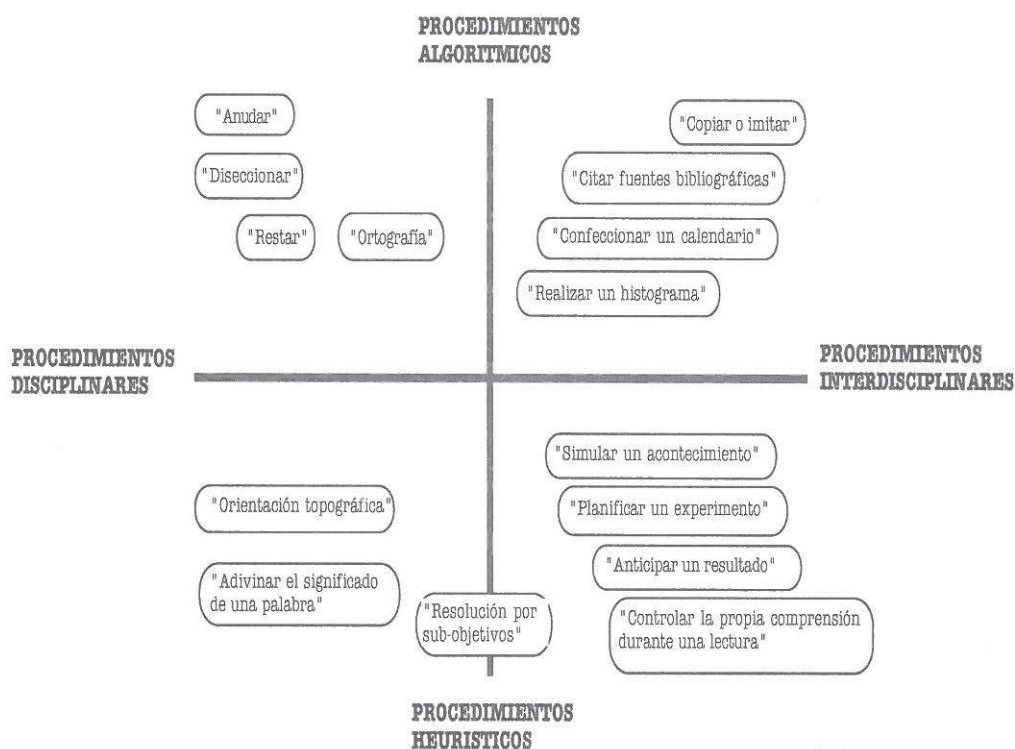 PROCEDIMIENTOS
ALGORITMICOS
"Anudar"
"Copiar o imitar"
"Diseccionar"
"Citar fuentes bibliográficas"
"Restar"
"Ortografía"
"Confeccionar un calendario"
"Realizar un histograma"
PROCEDIMIENTOS
DISCIPLINARES
PROCEDIMIENTOS
INTERDISCIPLINARES
"Simular un acontecimiento"
"Orientación topográfica"
"Planificar un experimento"
"Anticipar un resultado"
"Adivinar el significado
de una palabra"
"Resolución por
sub-objetivos"
"Controlar la propia comprensión
durante una lectura"
PROCEDIMIENTOS
HEURISTICOS